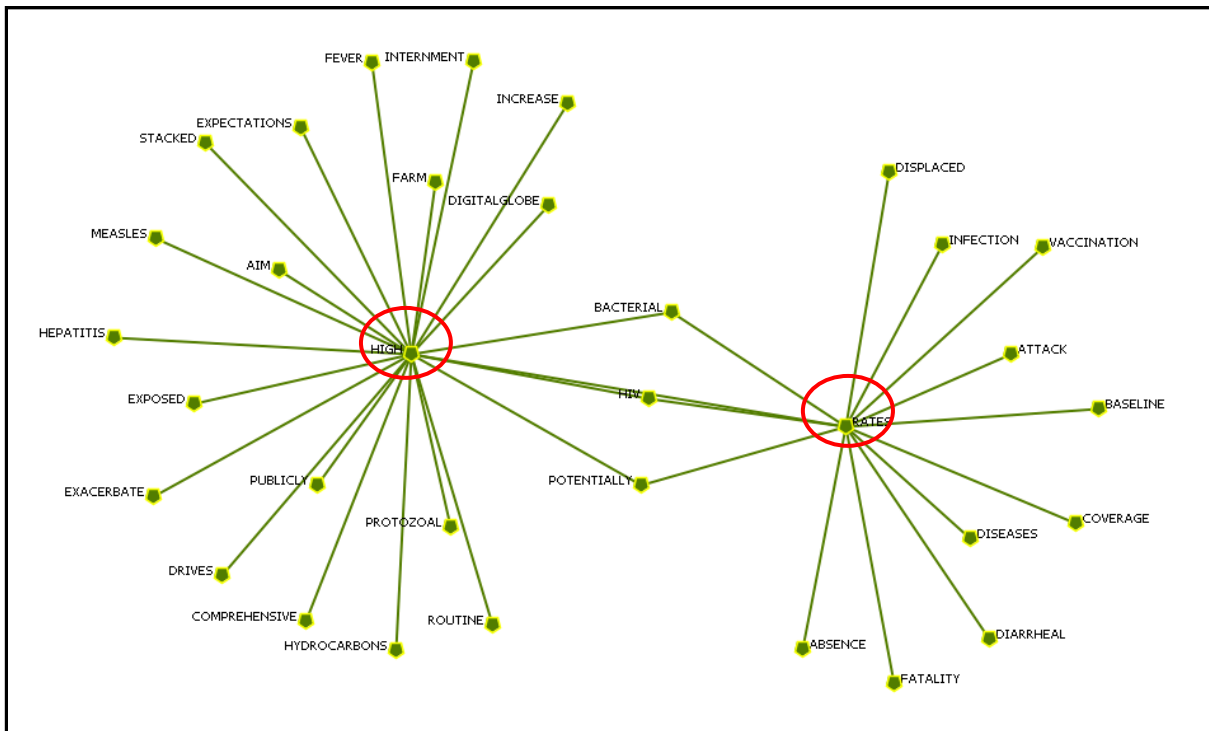 FEVER
INTERNMENT
INCREASE
EXPECTATIONS
STACKED
DISPLACED
FARM
DIGITALGLOBE
MEASLES
INFECTION
VACCINATION
AIM
BACTERIAL
HEPATITIS
HIGH
ATTACK
HIV
EXPOSED
BASELINE
RATES
PUBLICLY
POTENTIALLY
EXACERBATE
PROTOZOAL
COVERAGE
DISEASES
DRIVES
COMPREHENSIVE
ROUTINE
HYDROCARBONS
ABSENCE
DIARRHEAL
FATALITY